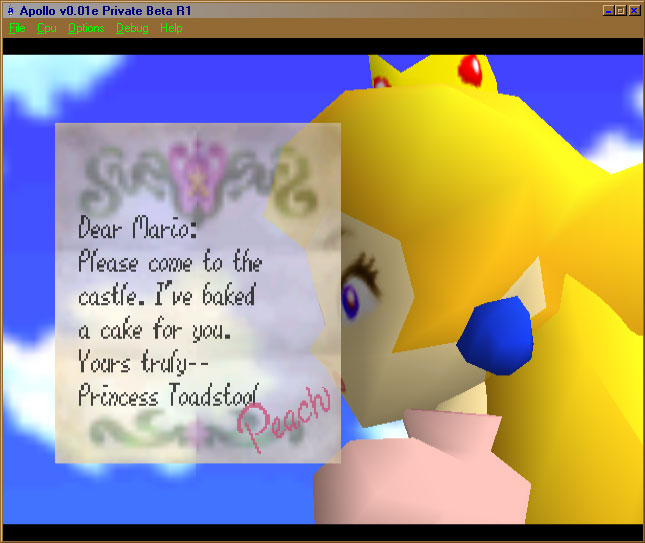 Apollo v0.01e Private Beta R1
File Cpu Options Debug Help
Dear Mario:
Please come to the
castle. I've baked
a cake for you.
Yours truly--
Princess Toadstool
Peach